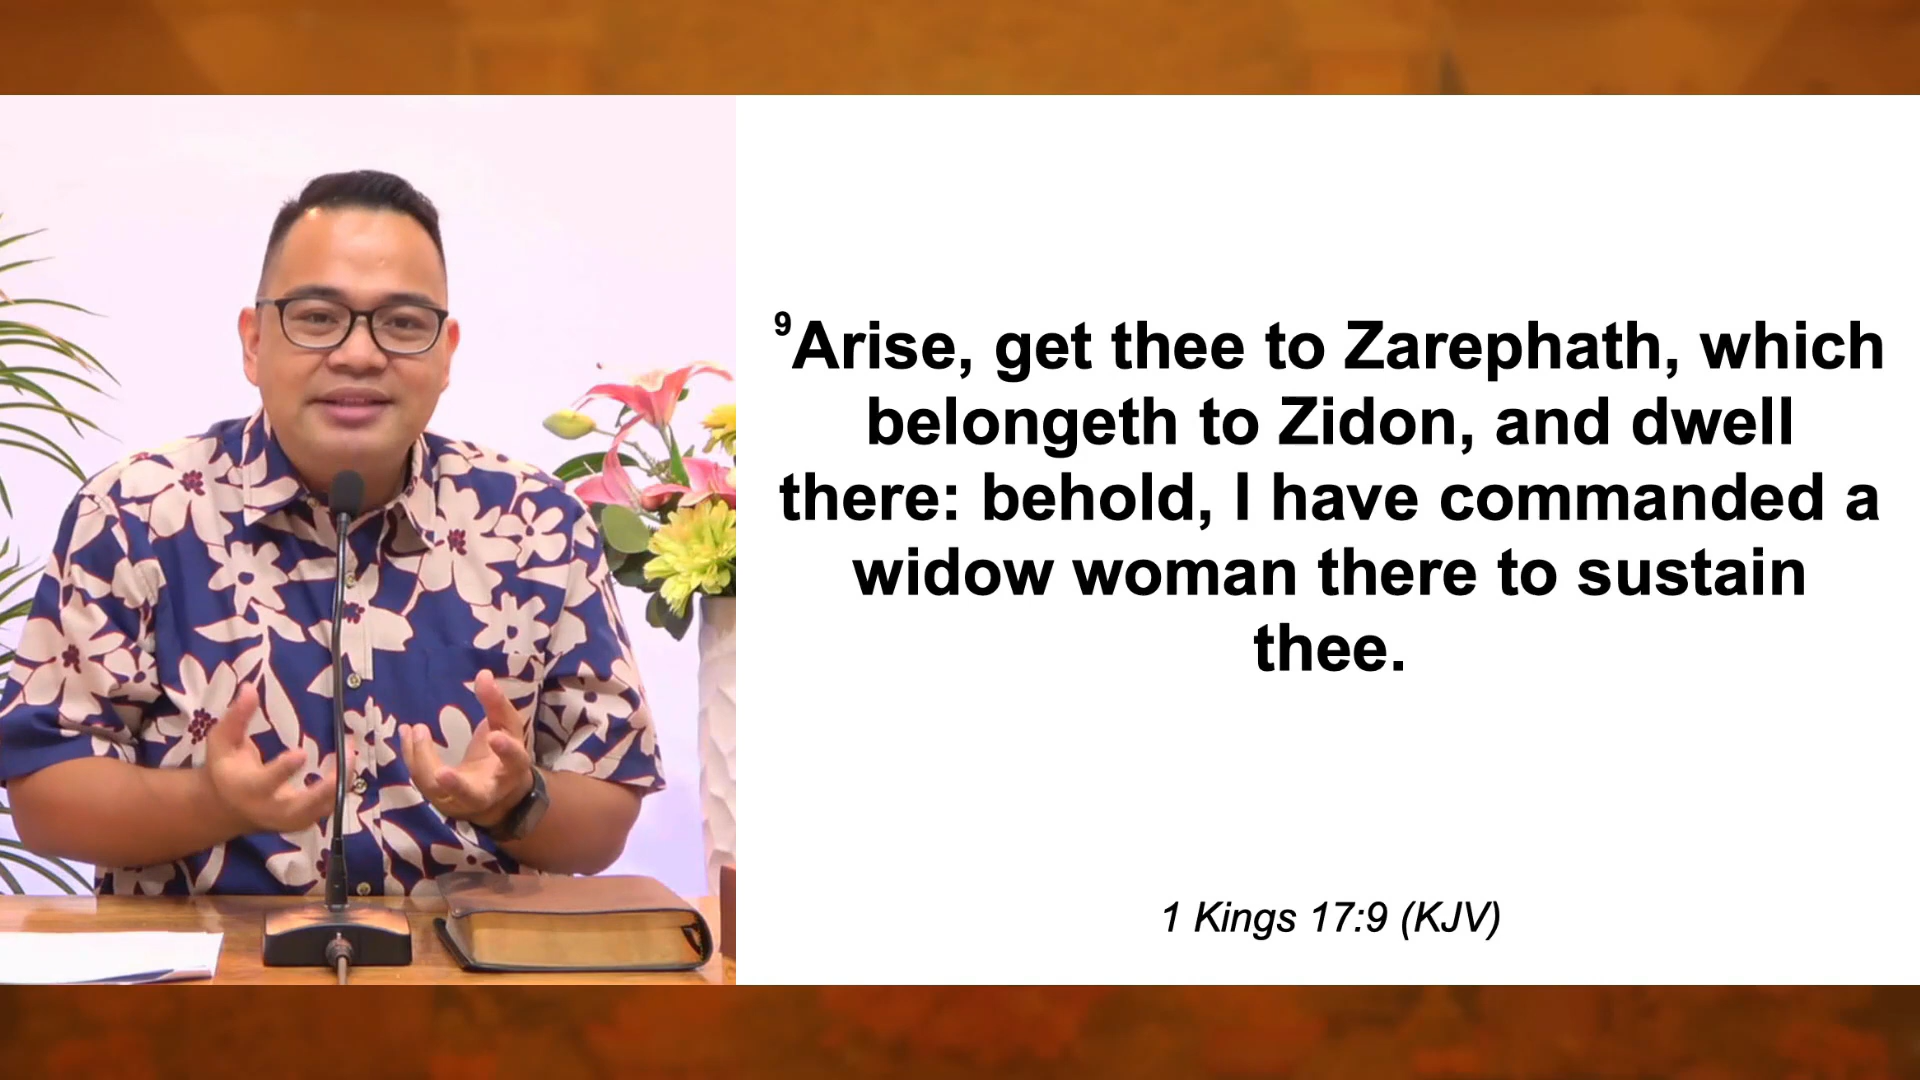 ⁹Arise, get thee to Zarephath, which
belongeth to Zidon, and dwell
there: behold, I have commanded a
widow woman there to sustain
thee.
1 Kings 17:9 (KJV)